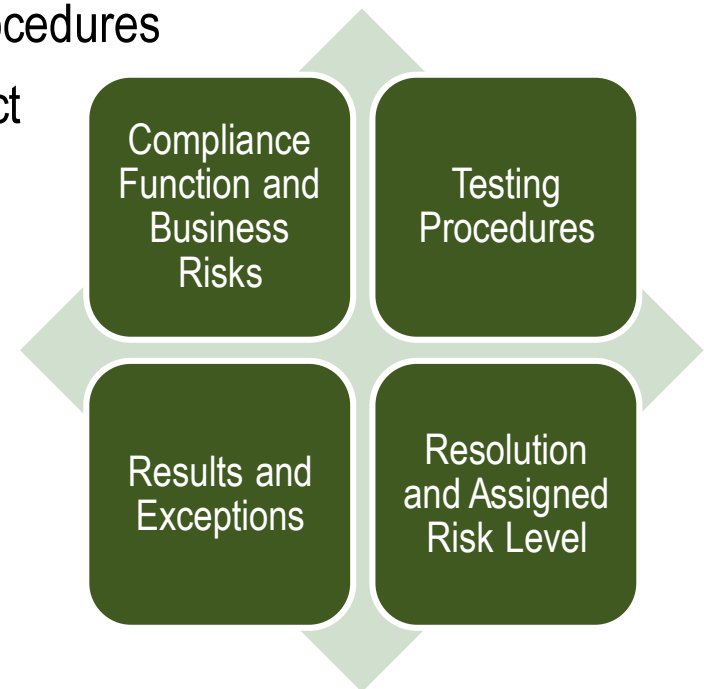 ocedures
ct
Compliance
Function and
Business
Risks
Testing
Procedures
Results and
Exceptions
Resolution
and Assigned
Risk Level